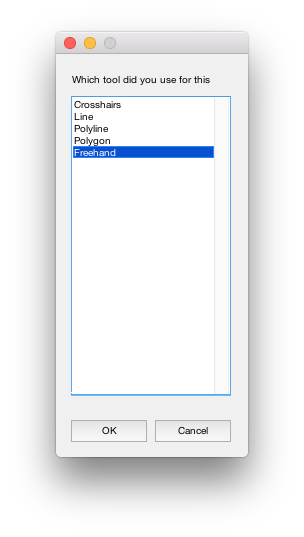 Which tool did you use for this
Crosshairs
Line
Polyline
Polygon
Freehand
OK
Cancel